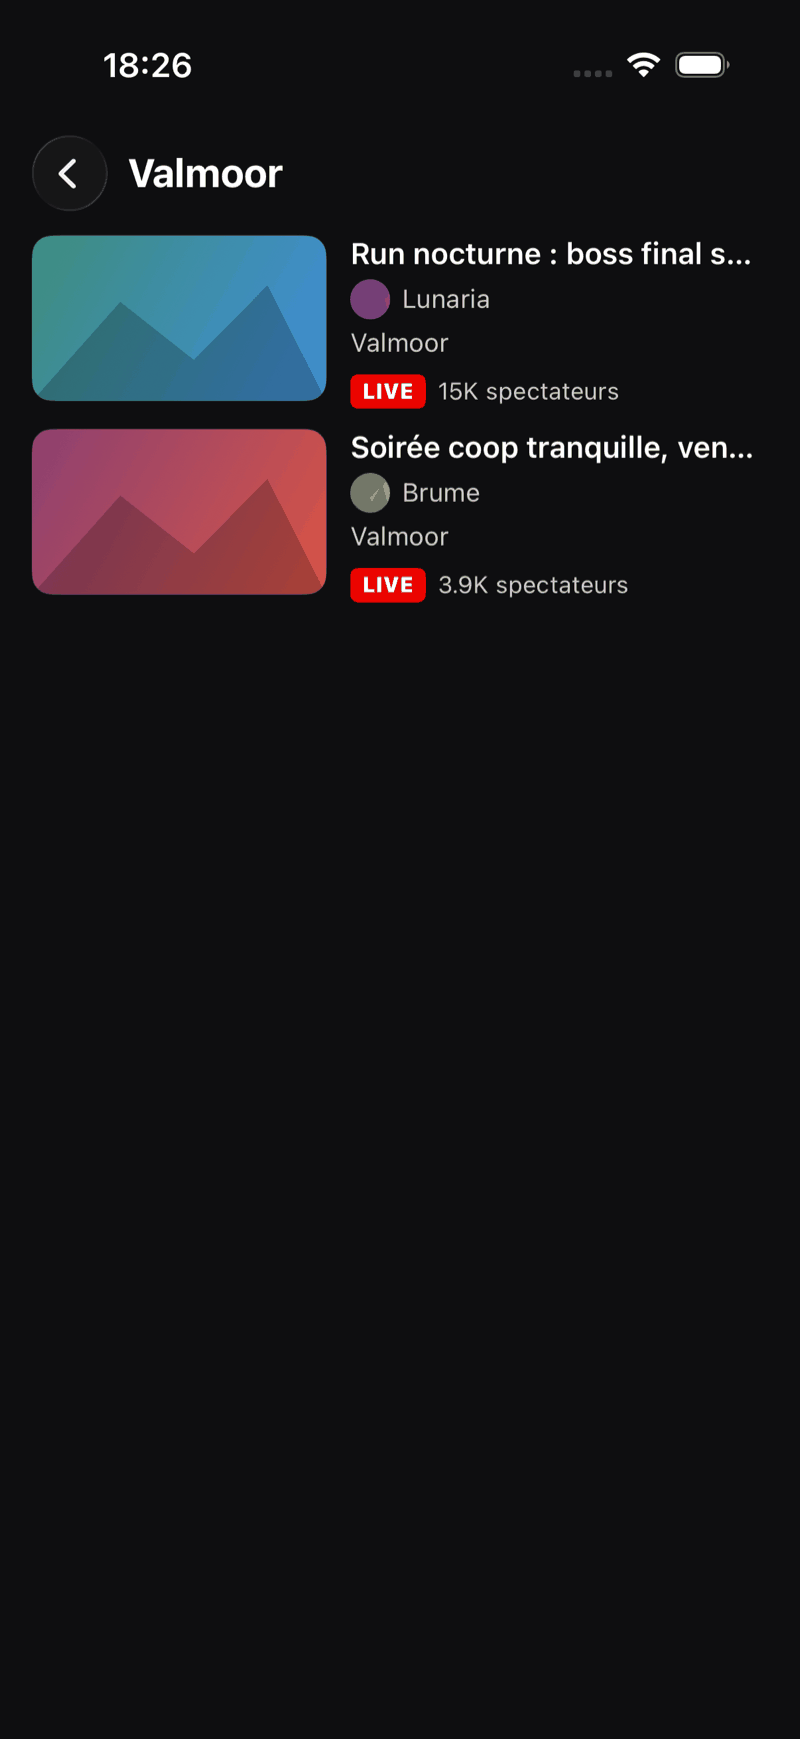 18:26
Valmoor
Run nocturne : boss final s...
Lunaria
Valmoor
LIVE 15K spectateurs
Soirée coop tranquille, ven...
Brume
Valmoor
LIVE 3.9K spectateurs